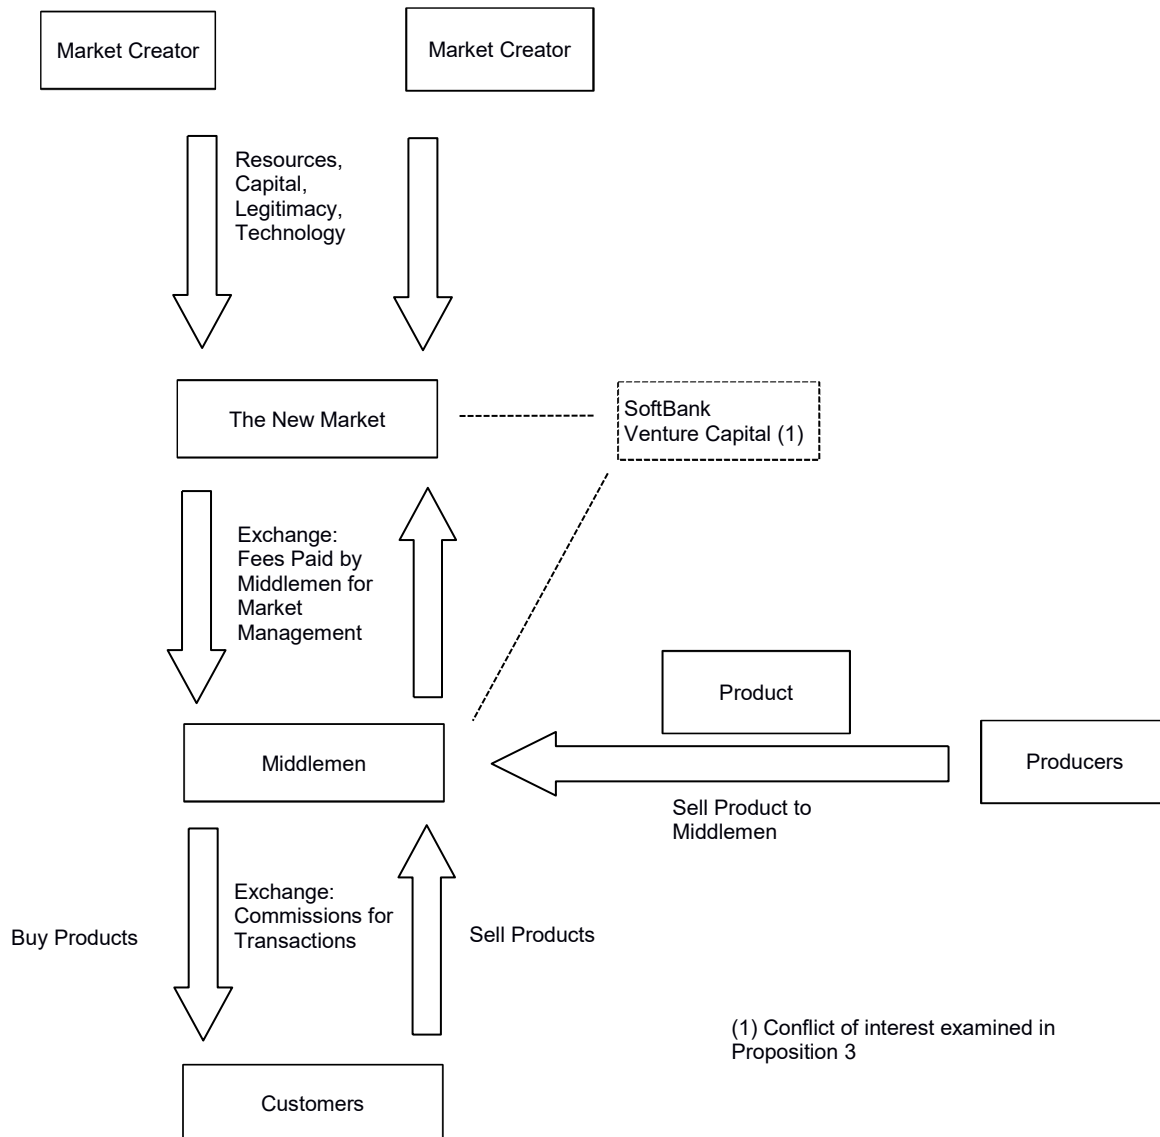 Market Creator
Market Creator
Resources,
Capital,
Legitimacy,
Technology
The New Market
SoftBank
Venture Capital (1)
Exchange:
Fees Paid by
Middlemen for
Market
Management
Product
Middlemen
Producers
Sell Product to
Middlemen
Buy Products
Exchange:
Commissions for
Transactions
Sell Products
(1) Conflict of interest examined in
Proposition 3
Customers